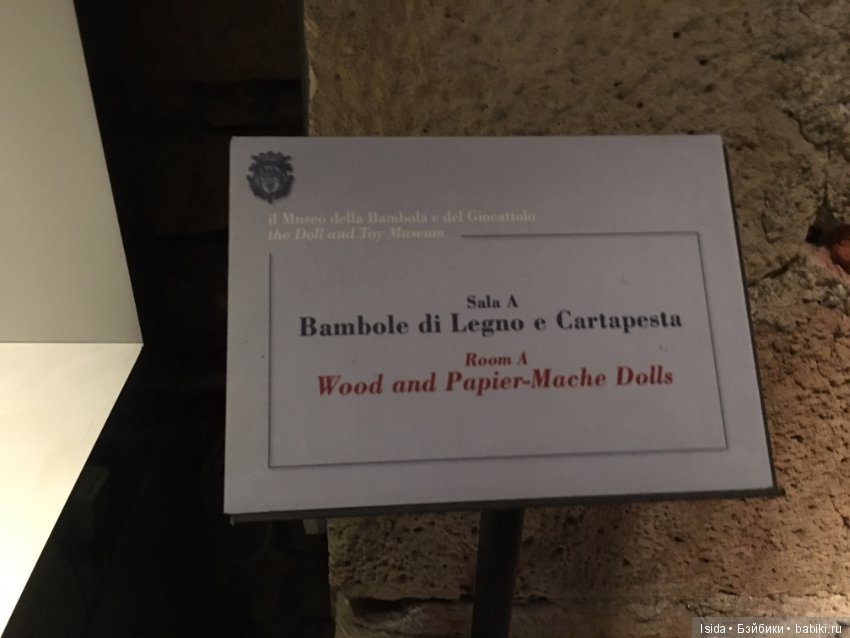 il Museo della Bambola e del Giocattolo
the Doll and Toy Museum
Sala A
Bambole di Legno e Cartapesta
Room A
Wood and Papier-Mache Dolls
Isida • Бэйбики • babiki.ru